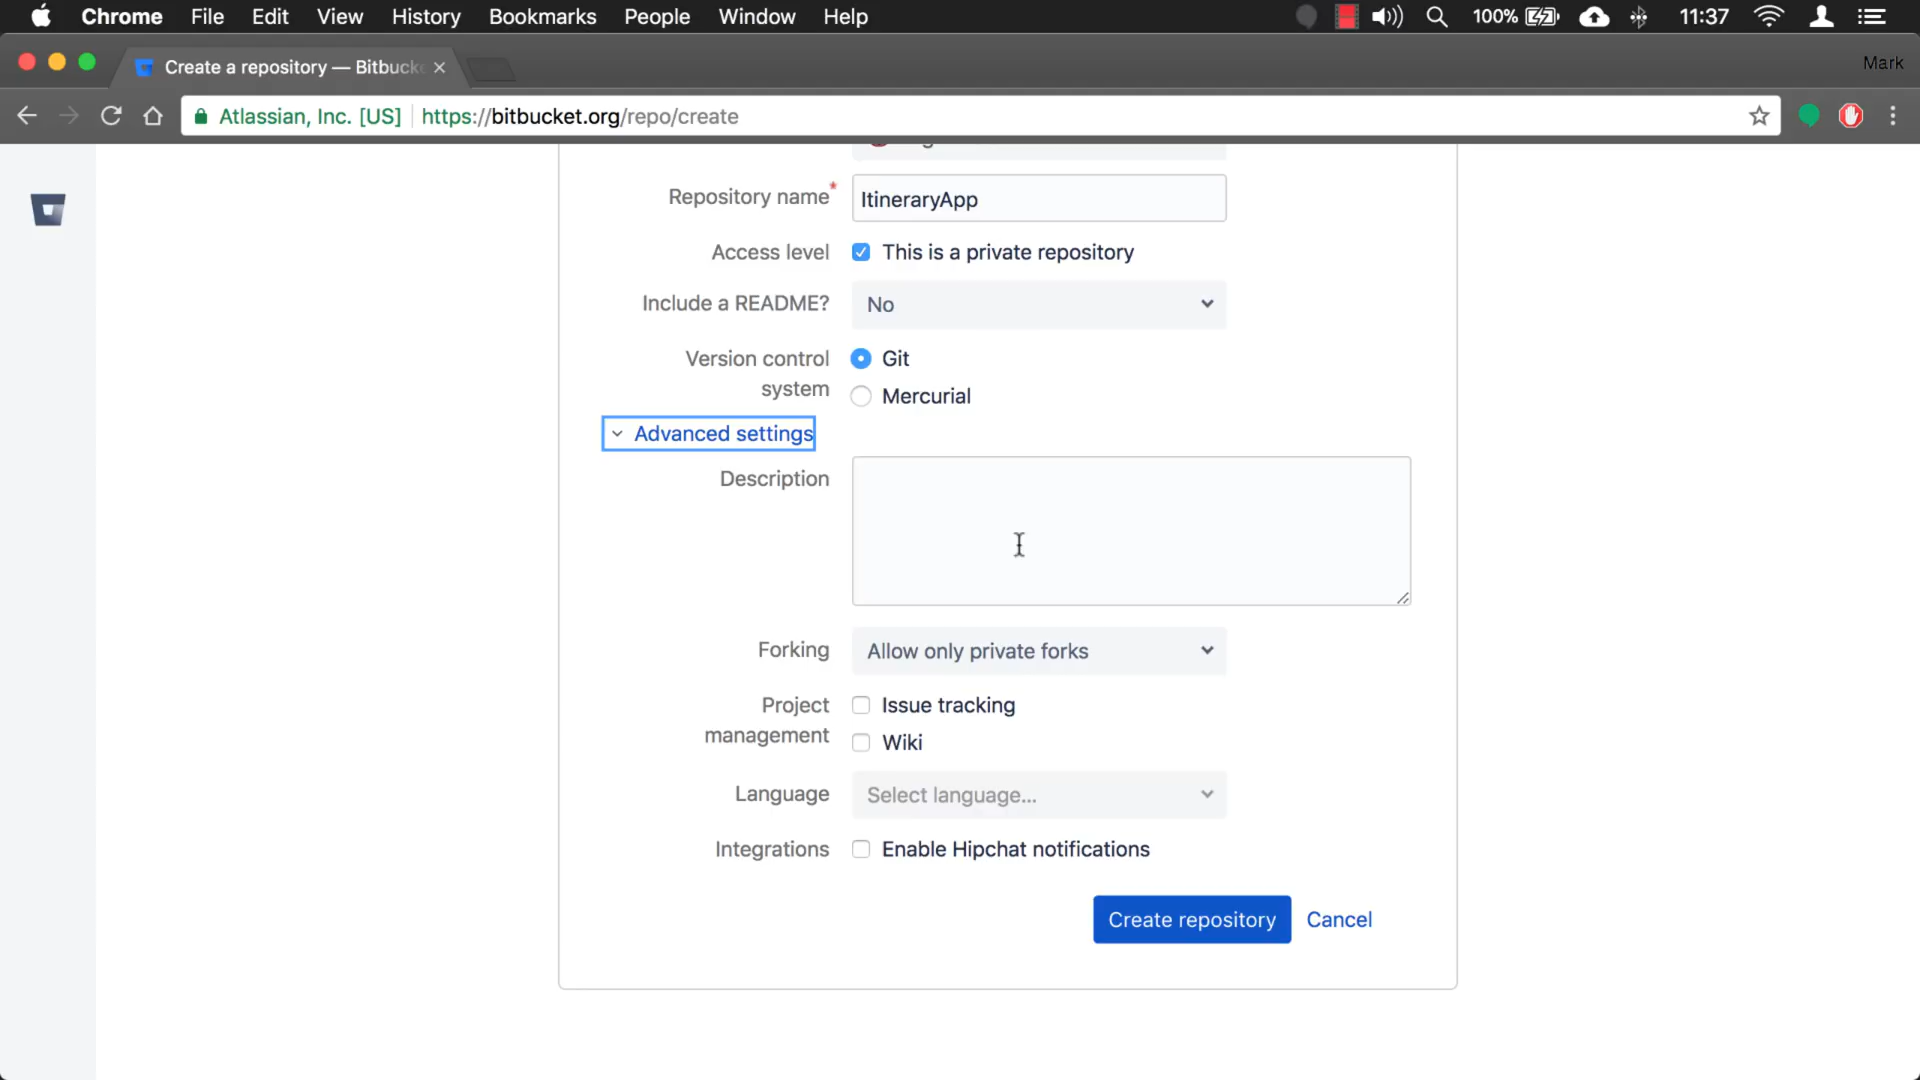 Chrome File Edit View History Bookmarks People Window Help 100% 11:37
Create a repository — Bitbuck Mark
Atlassian, Inc. [US] https://bitbucket.org/repo/create
Repository name* ItineraryApp
Access level This is a private repository
Include a README? No
Version control system Git
Mercurial
Advanced settings
Description
Forking Allow only private forks
Project management Issue tracking
Wiki
Language Select language...
Integrations Enable Hipchat notifications
Create repository Cancel